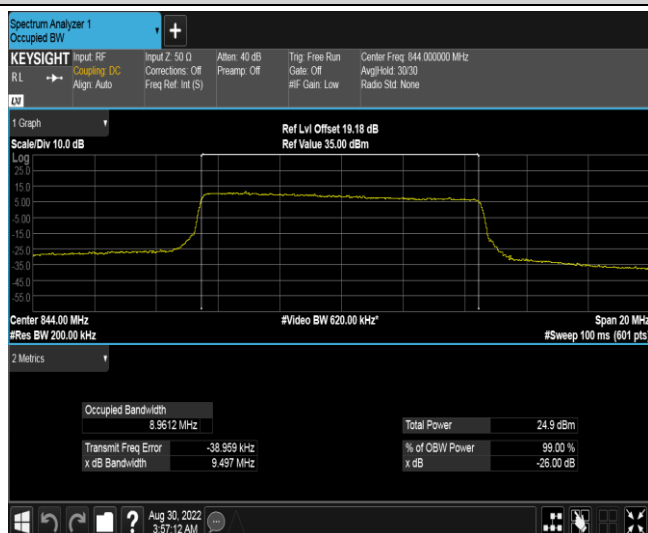 Spectrum Analyzer 1
Occupied BW
+
KEYSIGHT
RL
LXI
Input: RF
Coupling: DC
Align: Auto
Input Z: 50 Ω
Corrections: Off
Freq Ref: Int (S)
Atten: 40 dB
Preamp: Off
Trig: Free Run
Gate: Off
#IF Gain: Low
Center Freq: 844.000000 MHz
Avg|Hold: 30/30
Radio Std: None
1 Graph
Scale/Div 10.0 dB
Ref Lvl Offset 19.18 dB
Ref Value 35.00 dBm
Log
25.0
15.0
5.00
-5.00
-15.0
-25.0
-35.0
-45.0
-55.0
Center 844.00 MHz
#Video BW 620.00 kHz*
Span 20 MHz
#Res BW 200.00 kHz
#Sweep 100 ms (601 pts)
2 Metrics
Occupied Bandwidth
8.9612 MHz
Total Power 24.9 dBm
Transmit Freq Error -38.959 kHz
% of OBW Power 99.00 %
x dB Bandwidth 9.497 MHz
x dB -26.00 dB
?
Aug 30, 2022
3:57:12 AM